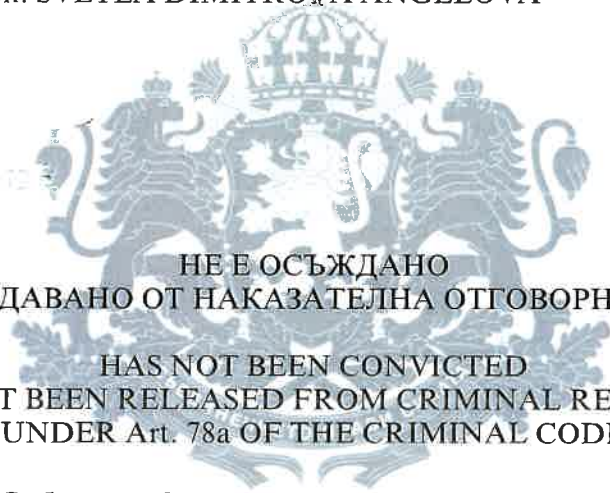 SVETLA DIMITROVA ANGELOVA
НЕ Е ОСЪЖДАНО
ДАВАНО ОТ НАКАЗАТЕЛНА ОТГОВОРН
HAS NOT BEEN CONVICTED
T BEEN RELEASED FROM CRIMINAL RE
UNDER Art. 78a OF THE CRIMINAL CODE